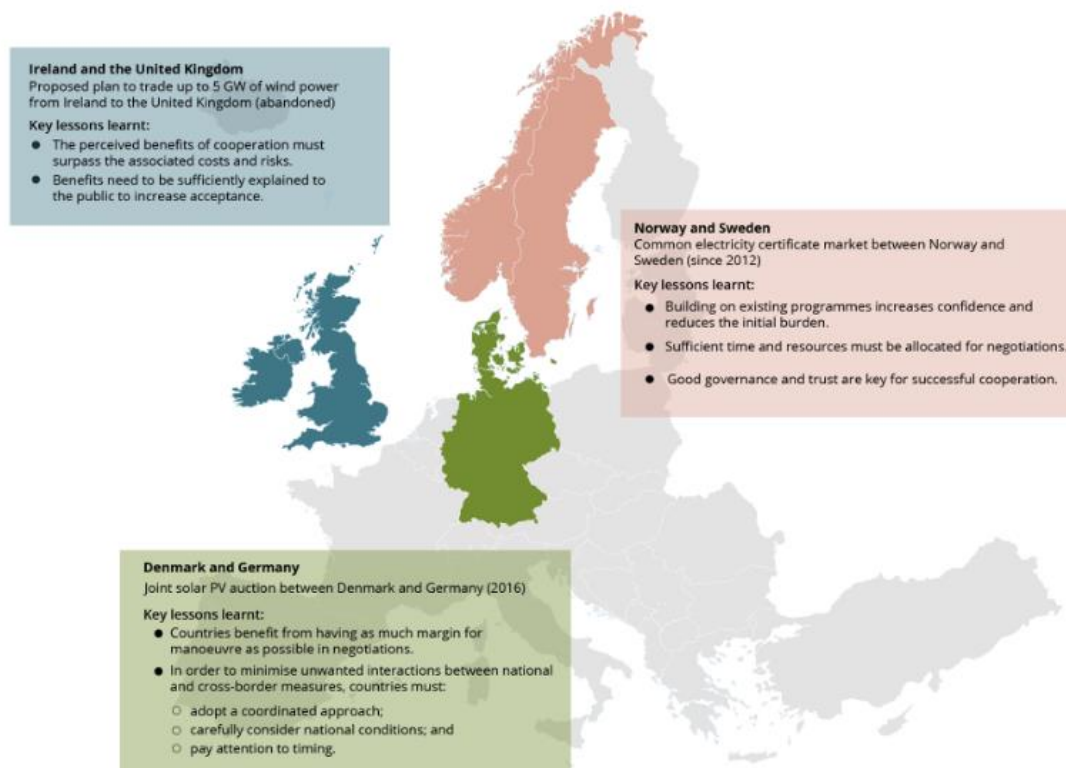 Ireland and the United Kingdom
Proposed plan to trade up to 5 GW of wind power
from Ireland to the United Kingdom (abandoned)
Key lessons learnt:
● The perceived benefits of cooperation must
surpass the associated costs and risks.
● Benefits need to be sufficiently explained to
the public to increase acceptance.
Norway and Sweden
Common electricity certificate market between Norway and
Sweden (since 2012)
Key lessons learnt:
● Building on existing programmes increases confidence and
reduces the initial burden.
● Sufficient time and resources must be allocated for negotiations.
● Good governance and trust are key for successful cooperation.
Denmark and Germany
Joint solar PV auction between Denmark and Germany (2016)
Key lessons learnt:
● Countries benefit from having as much margin for
manoeuvre as possible in negotiations.
● In order to minimise unwanted interactions between national
and cross-border measures, countries must:
○ adopt a coordinated approach;
○ carefully consider national conditions; and
○ pay attention to timing.